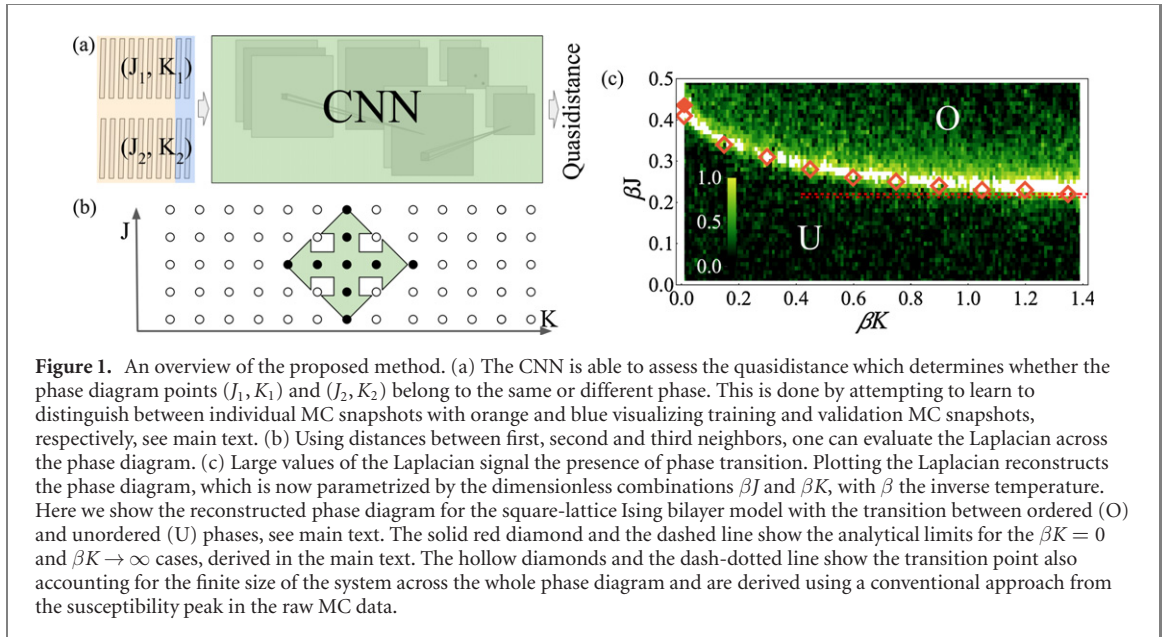 (a)
(J₁, K₁)
(J₂, K₂)
CNN
Quasidistance
(b)
J
K
(c)
βJ
0.5
0.4
0.3
0.2
0.1
0.0
O
U
1.0
0.5
0.0
0.0 0.2 0.4 0.6 0.8 1.0 1.2 1.4
βK
Figure 1. An overview of the proposed method. (a) The CNN is able to assess the quasidistance which determines whether the
phase diagram points (J₁, K₁) and (J₂, K₂) belong to the same or different phase. This is done by attempting to learn to
distinguish between individual MC snapshots with orange and blue visualizing training and validation MC snapshots,
respectively, see main text. (b) Using distances between first, second and third neighbors, one can evaluate the Laplacian across
the phase diagram. (c) Large values of the Laplacian signal the presence of phase transition. Plotting the Laplacian reconstructs
the phase diagram, which is now parametrized by the dimensionless combinations βJ and βK, with β the inverse temperature.
Here we show the reconstructed phase diagram for the square-lattice Ising bilayer model with the transition between ordered (O)
and unordered (U) phases, see main text. The solid red diamond and the dashed line show the analytical limits for the βK = 0
and βK → ∞ cases, derived in the main text. The hollow diamonds and the dash-dotted line show the transition point also
accounting for the finite size of the system across the whole phase diagram and are derived using a conventional approach from
the susceptibility peak in the raw MC data.